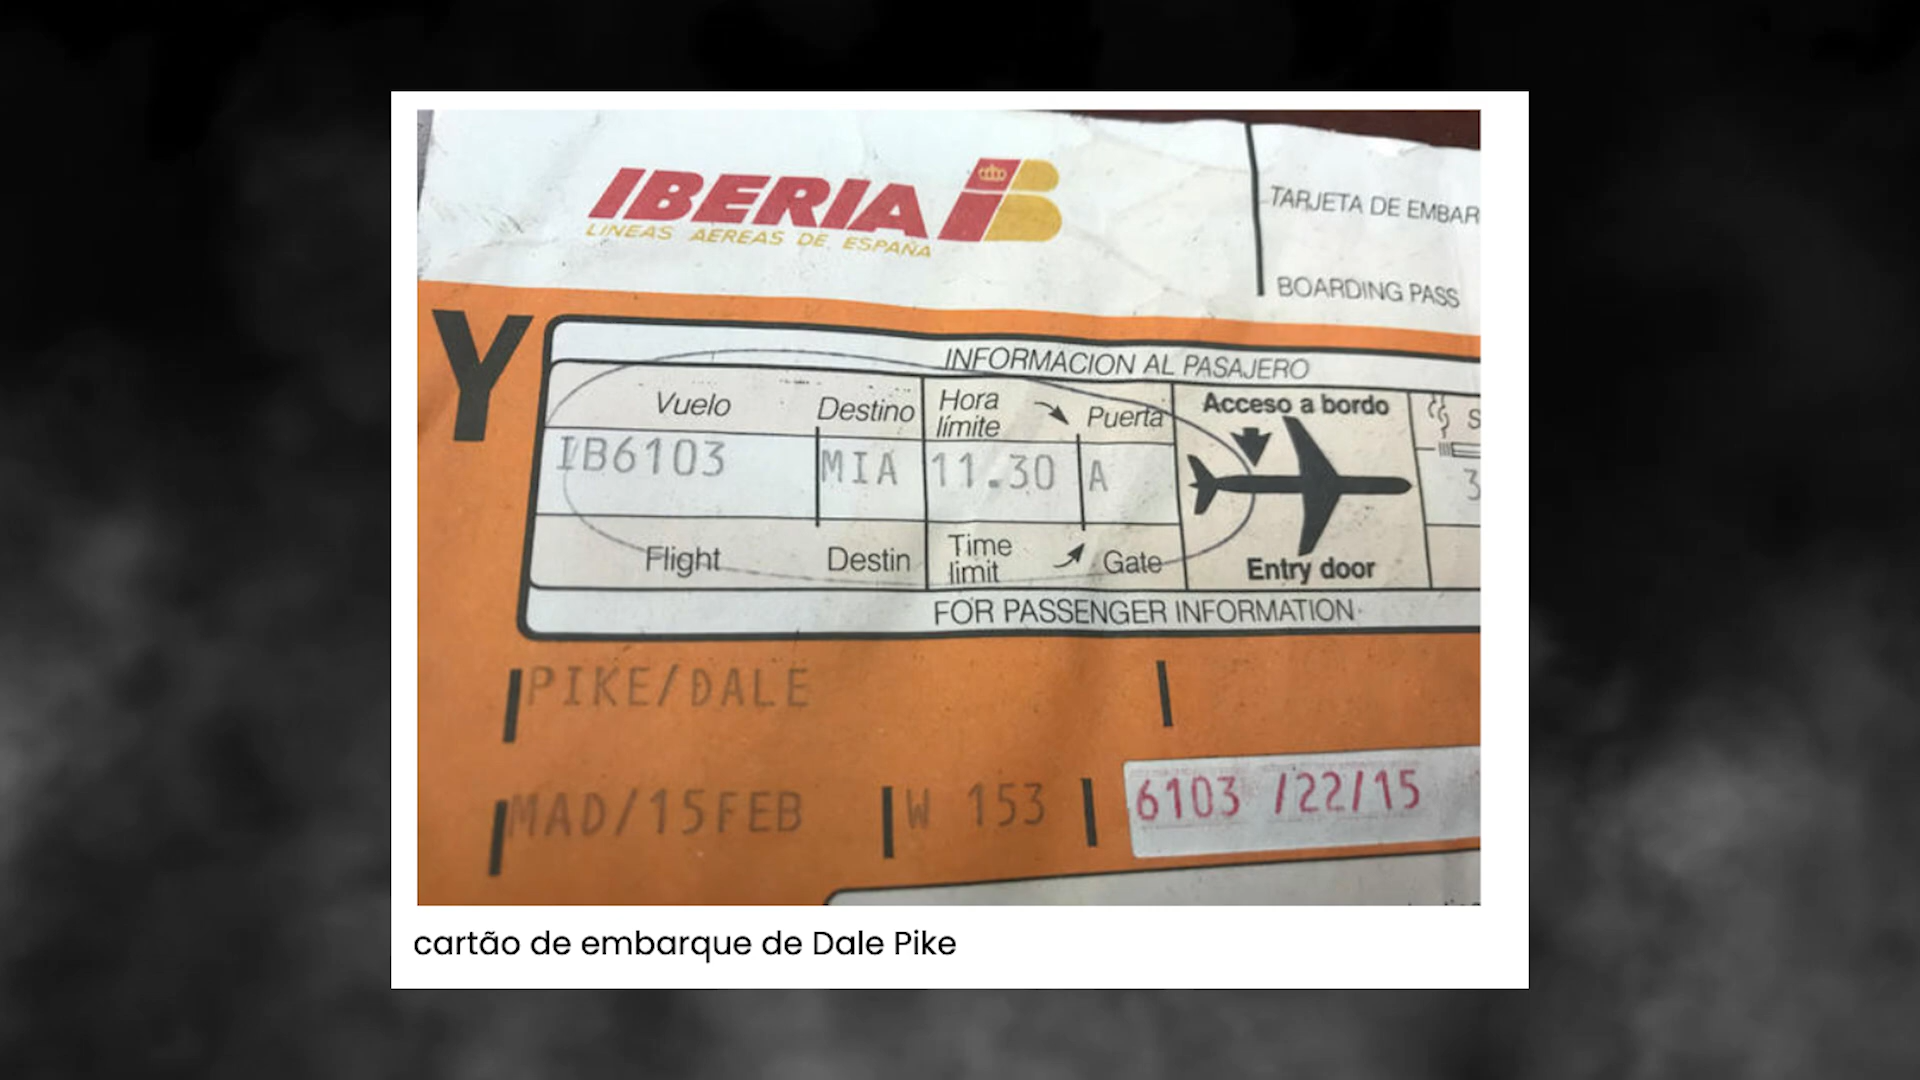 IBERIA
LINEAS AEREAS DE ESPAÑA
TARJETA DE EMBAR
BOARDING PASS
Y
INFORMACION AL PASAJERO
Vuelo Destino Hora límite Puerta Acceso a bordo S
IB6103 MIA 11.30 A 3
Flight Destin Time limit Gate Entry door
FOR PASSENGER INFORMATION
PIKE/DALE
MAD/15FEB W 153 6103 /22/15
cartão de embarque de Dale Pike